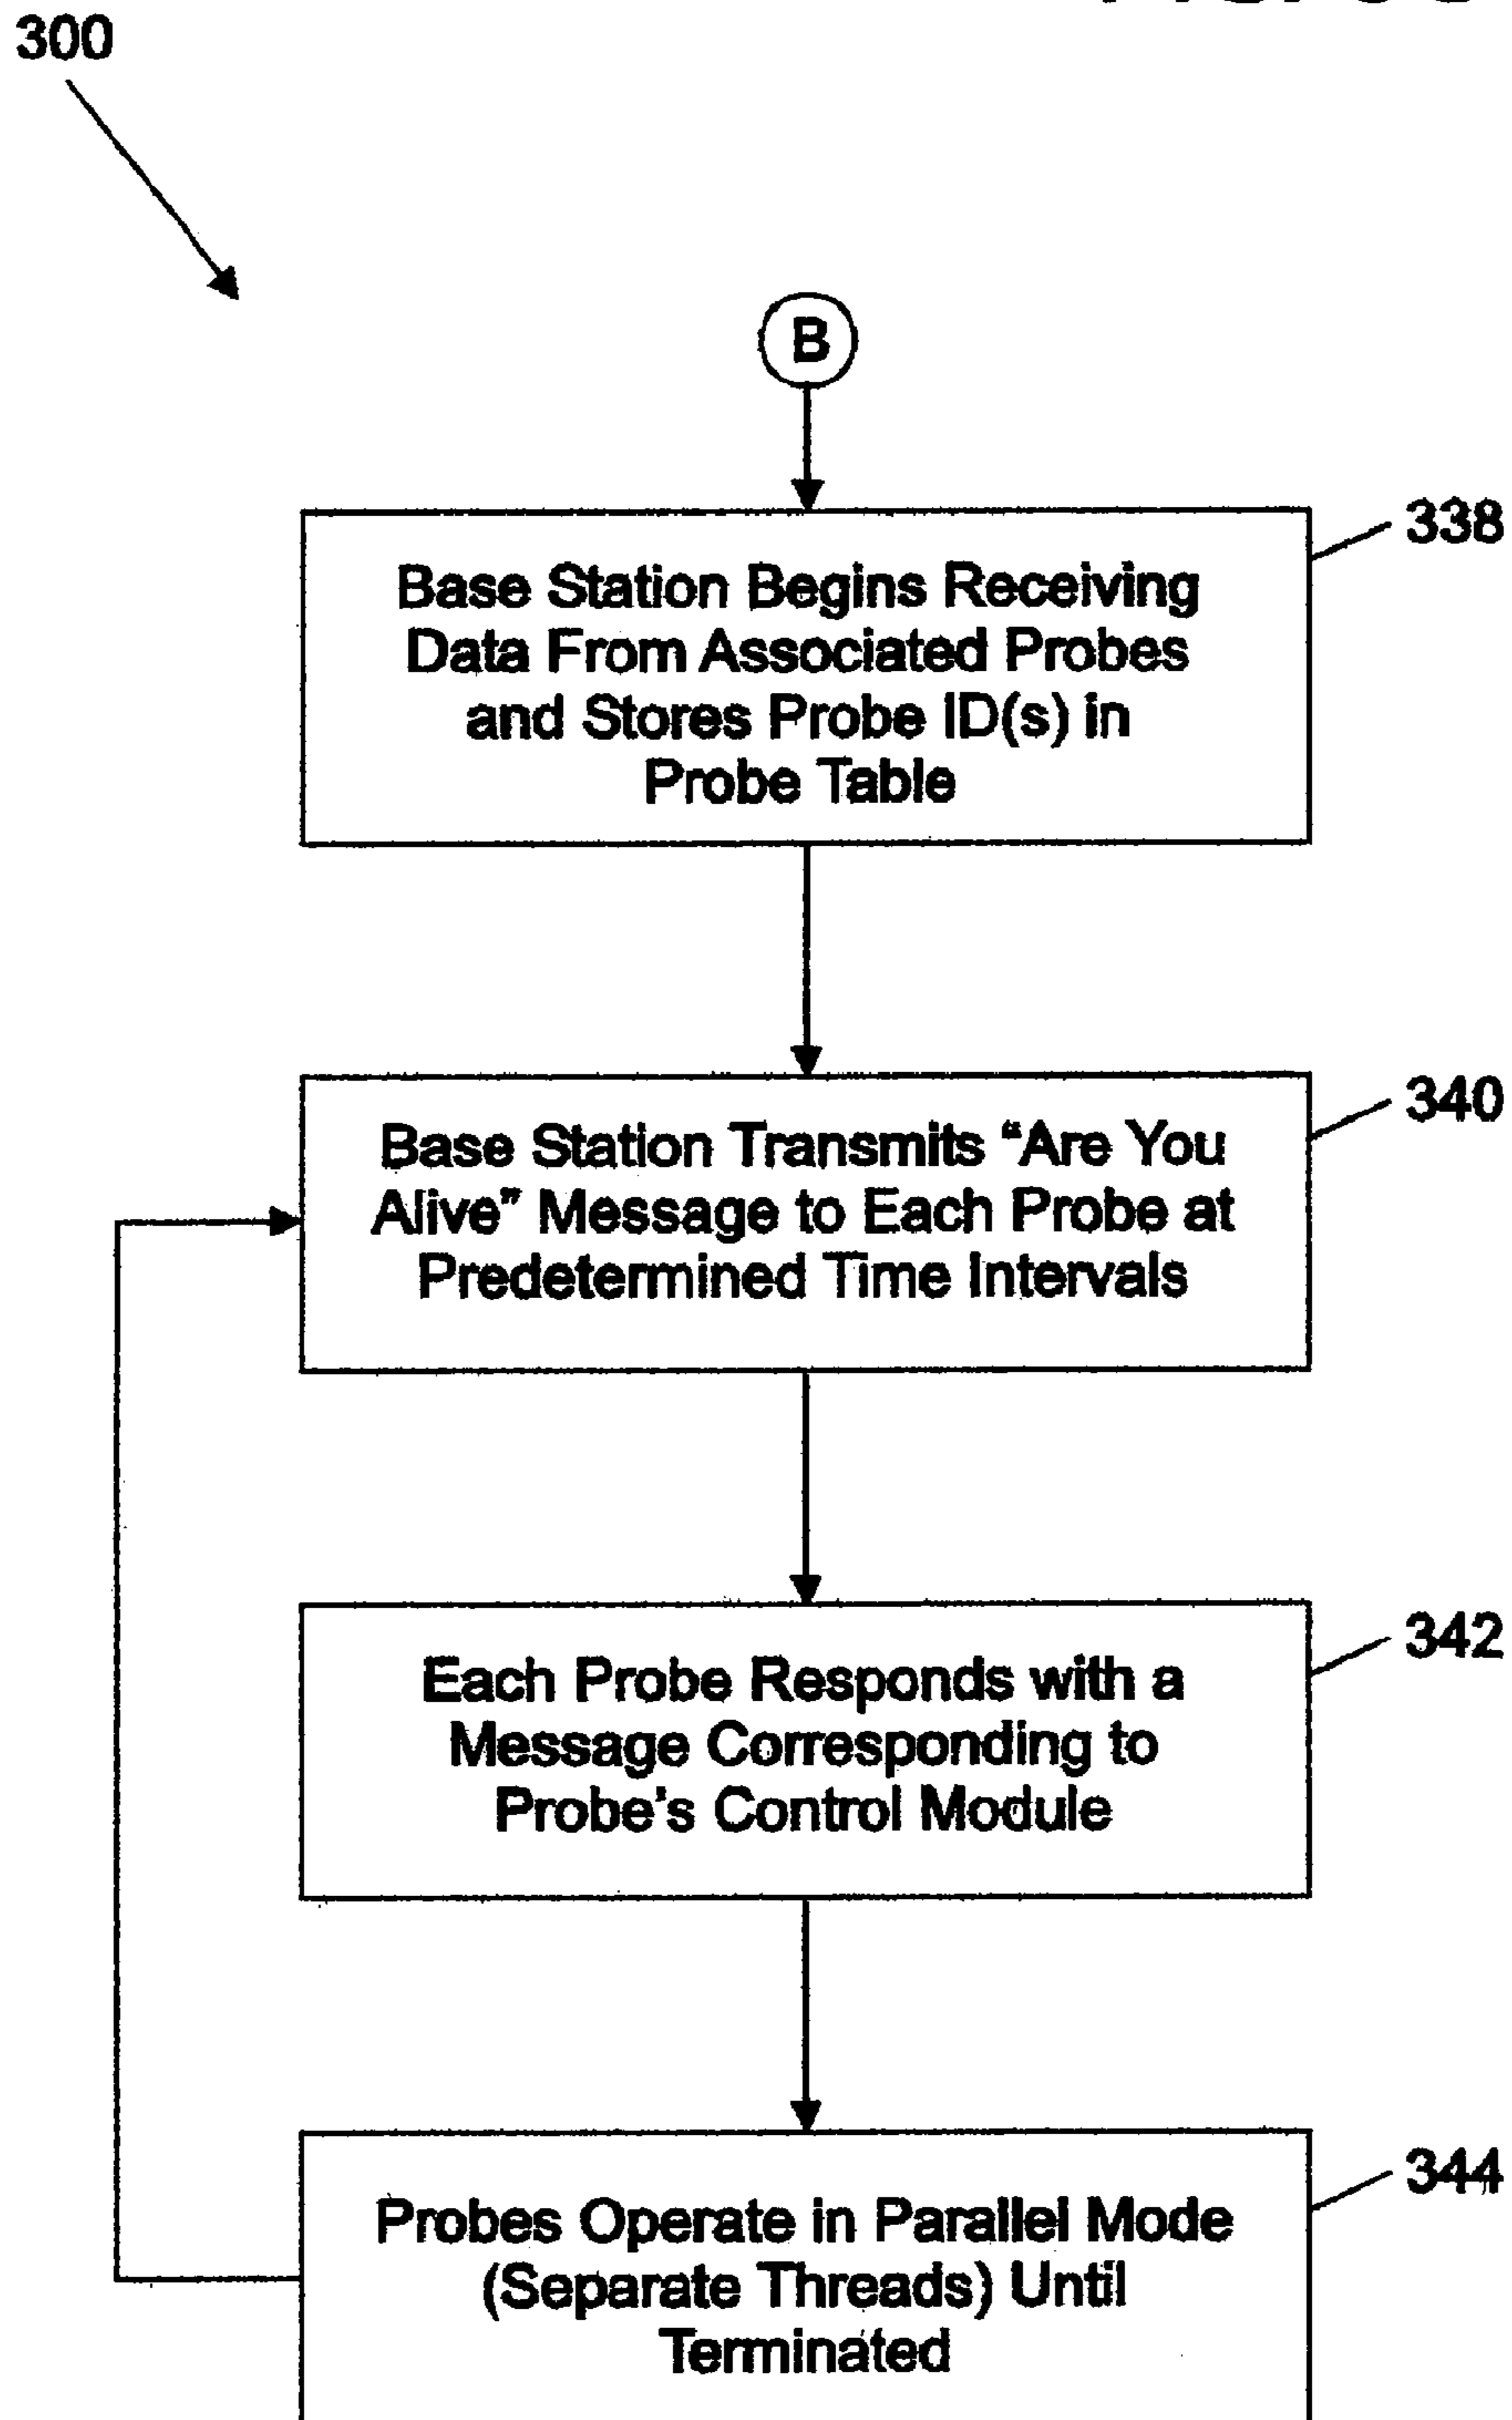 300
B
338
Base Station Begins Receiving
Data From Associated Probes
and Stores Probe ID(s) in
Probe Table
340
Base Station Transmits “Are You
Alive” Message to Each Probe at
Predetermined Time Intervals
342
Each Probe Responds with a
Message Corresponding to
Probe’s Control Module
344
Probes Operate in Parallel Mode
(Separate Threads) Until
Terminated